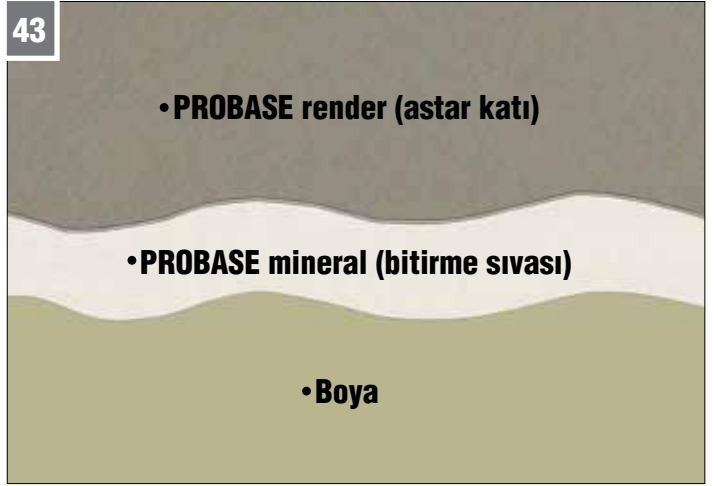 43
•PROBASE render (astar katı)
•PROBASE mineral (bitirme sıvası)
•Boya